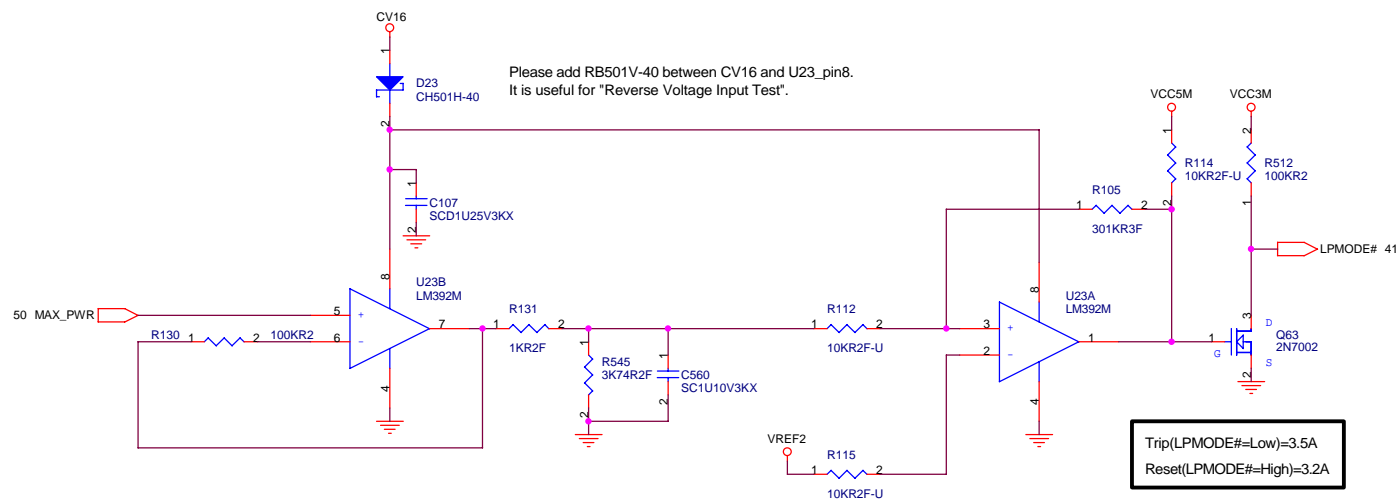 CV16
1
D23
CH501H-40
2
Please add RB501V-40 between CV16 and U23_pin8.
It is useful for "Reverse Voltage Input Test".
VCC5M
VCC3M
1
2
R114
10KR2F-U
2
R512
100KR2
1
1
C107
SCD1U25V3KX
2
R105
1
2
301KR3F
LPMODE# 41
8
U23B
LM392M
50 MAX_PWR
5
+
7
R130
1
2
100KR2
6
−
4
R131
1
2
1KR2F
1
R545
3K74R2F
2
1
C560
SC1U10V3KX
2
R112
1
2
10KR2F-U
8
U23A
LM392M
3
+
2
−
1
4
3
D
1
G
Q63
2N7002
S
2
VREF2
R115
1
2
10KR2F-U
Trip(LPMODE#=Low)=3.5A
Reset(LPMODE#=High)=3.2A